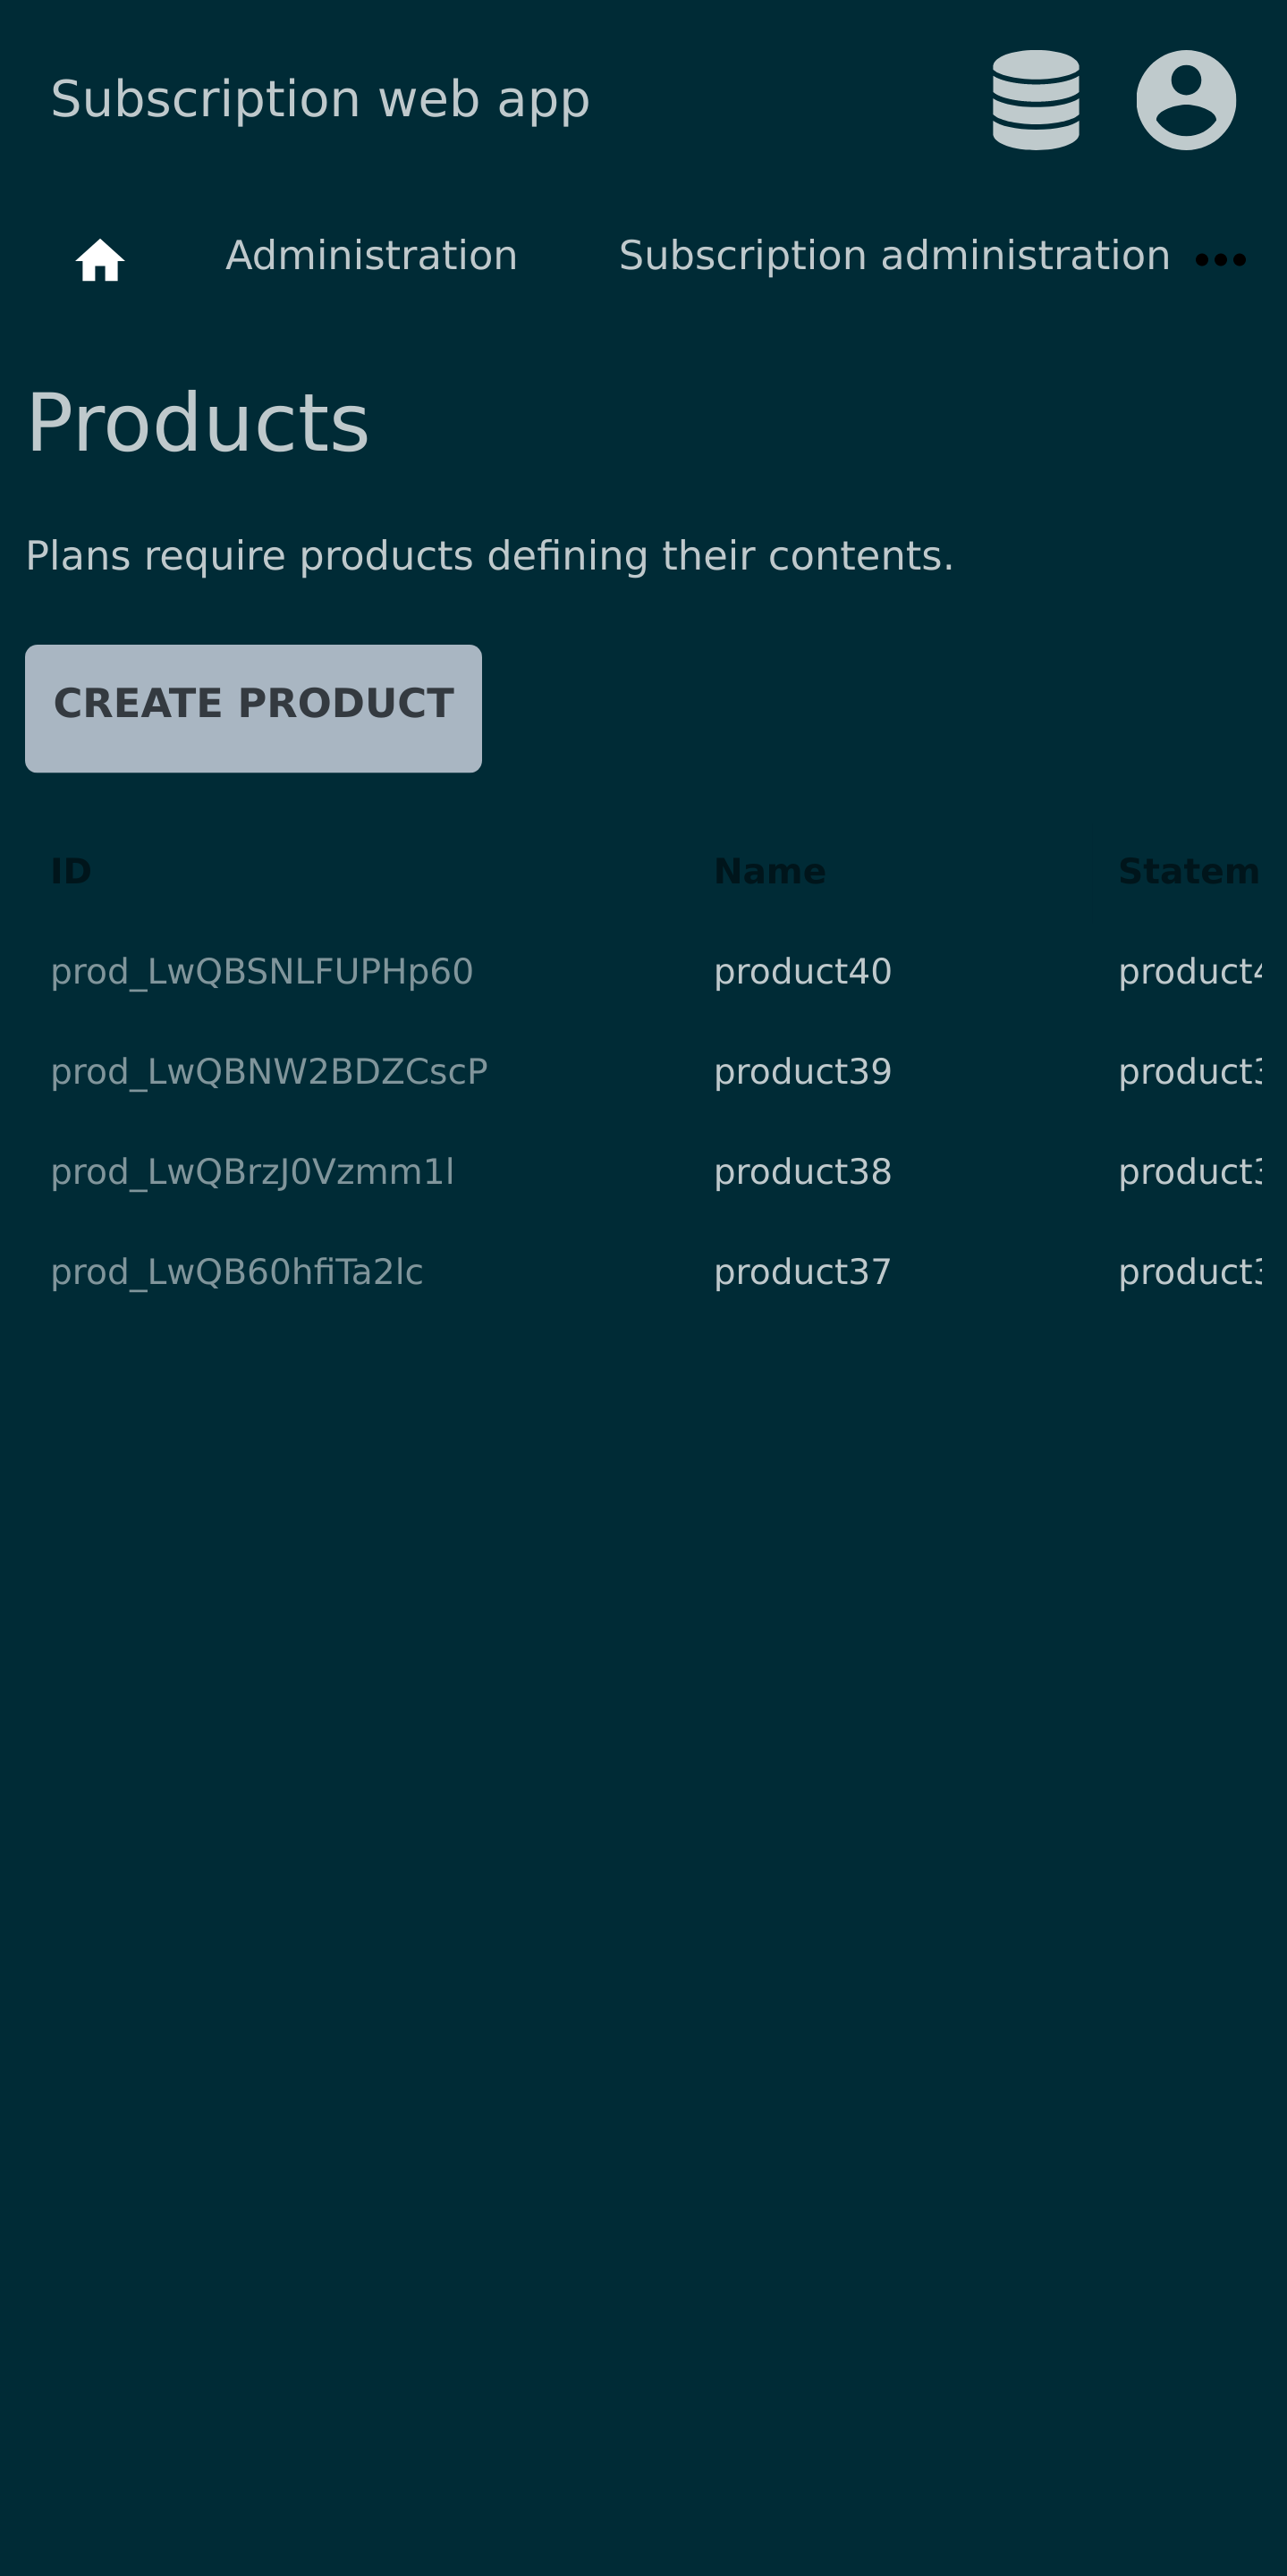 Subscription web app
Administration Subscription administration
Products
Plans require products defining their contents.
CREATE PRODUCT
ID Name Statem
prod_LwQBSNLFUPHp60 product40 product4
prod_LwQBNW2BDZCscP product39 product3
prod_LwQBrzJ0Vzmm1l product38 product3
prod_LwQB60hfiTa2lc product37 product3